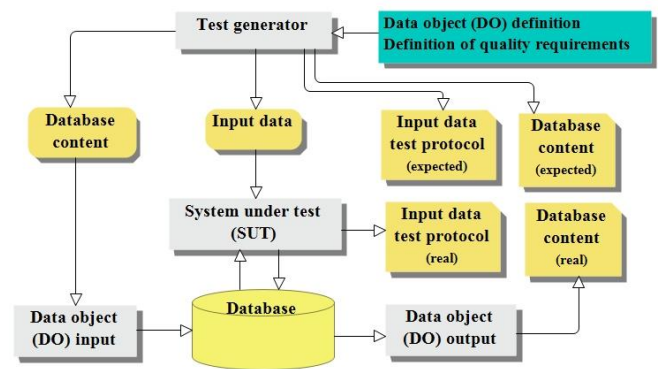 Test generator
Data object (DO) definition
Definition of quality requirements
Database
content
Input data
Input data
test protocol
(expected)
Database
content
(expected)
System under test
(SUT)
Input data
test protocol
(real)
Database
content
(real)
Data object
(DO) input
Database
Data object
(DO) output